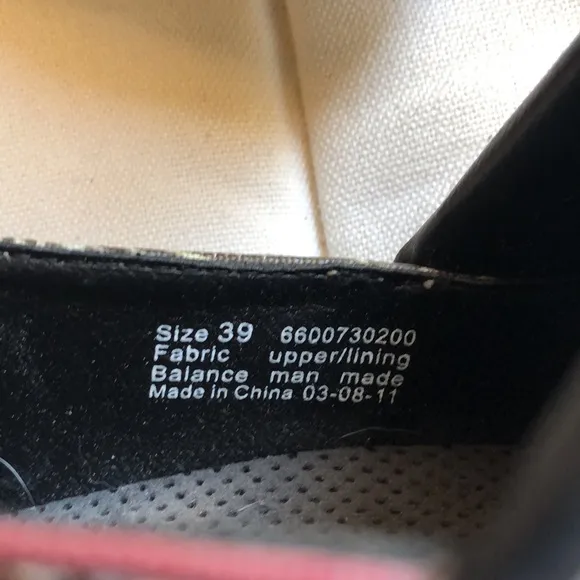 Size 39 6600730200
Fabric upper/lining
Balance man made
Made in China 03-08-11